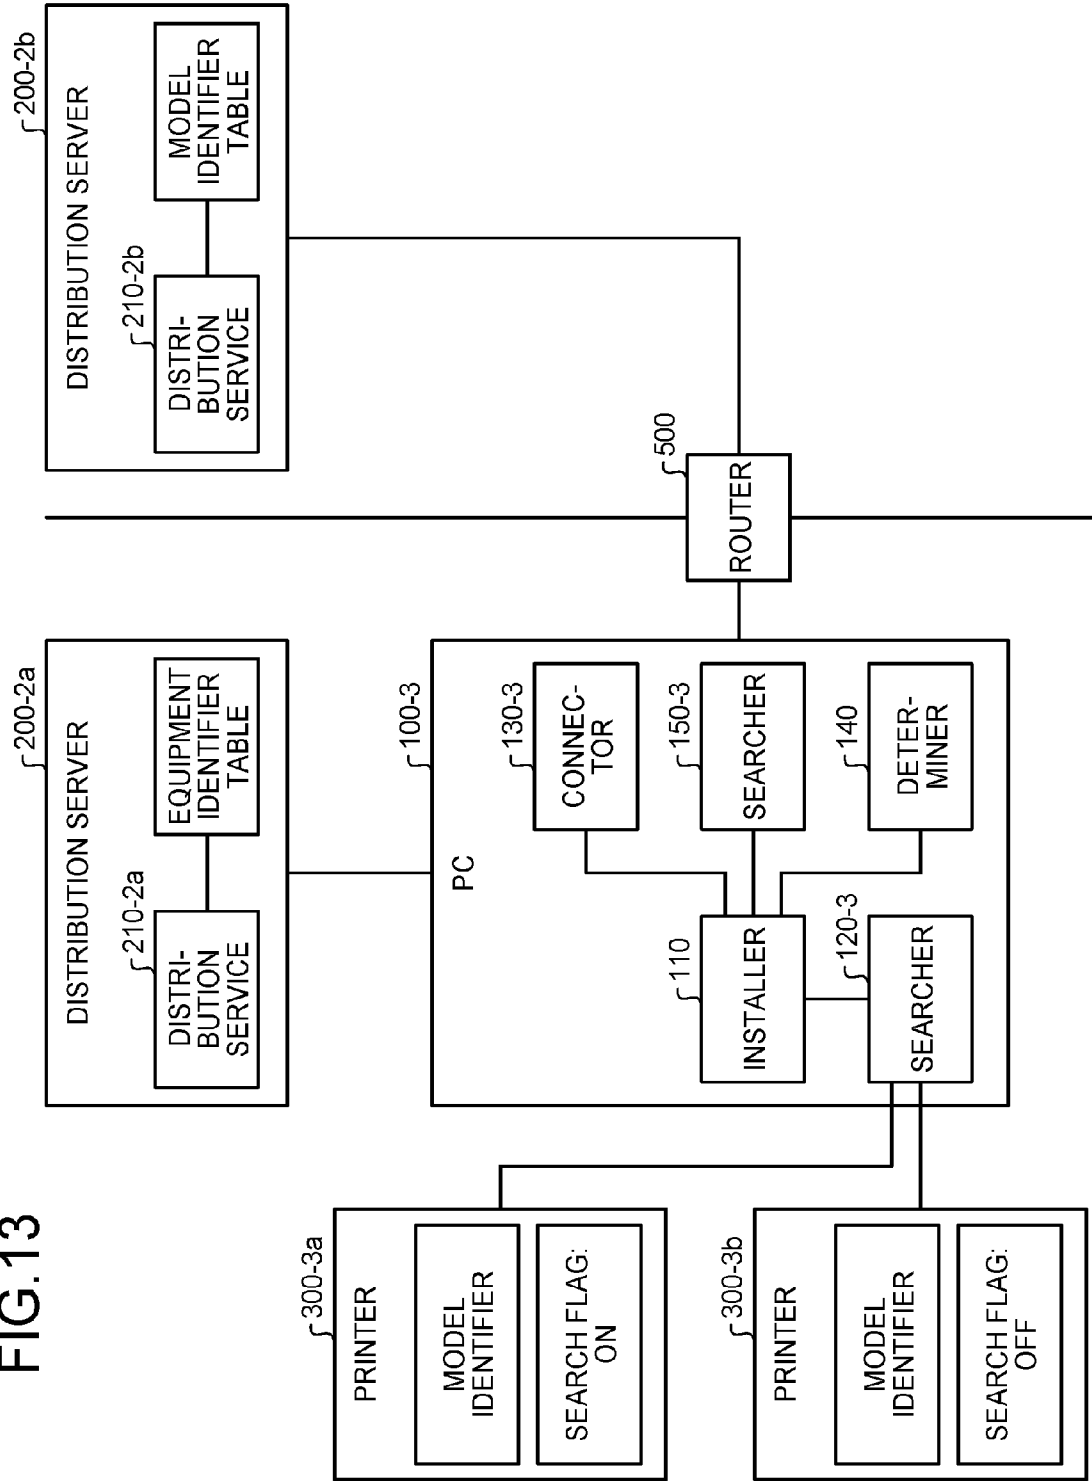 FIG.13
PRINTER
300-3a
MODEL
IDENTIFIER
SEARCH FLAG:
ON
PRINTER
300-3b
MODEL
IDENTIFIER
SEARCH FLAG:
OFF
DISTRIBUTION SERVER
200-2a
210-2a
DISTRI-
BUTION
SERVICE
EQUIPMENT
IDENTIFIER
TABLE
PC
100-3
110
INSTALLER
120-3
SEARCHER
130-3
CONNEC-
TOR
150-3
SEARCHER
140
DETER-
MINER
500
ROUTER
DISTRIBUTION SERVER
200-2b
210-2b
DISTRI-
BUTION
SERVICE
MODEL
IDENTIFIER
TABLE